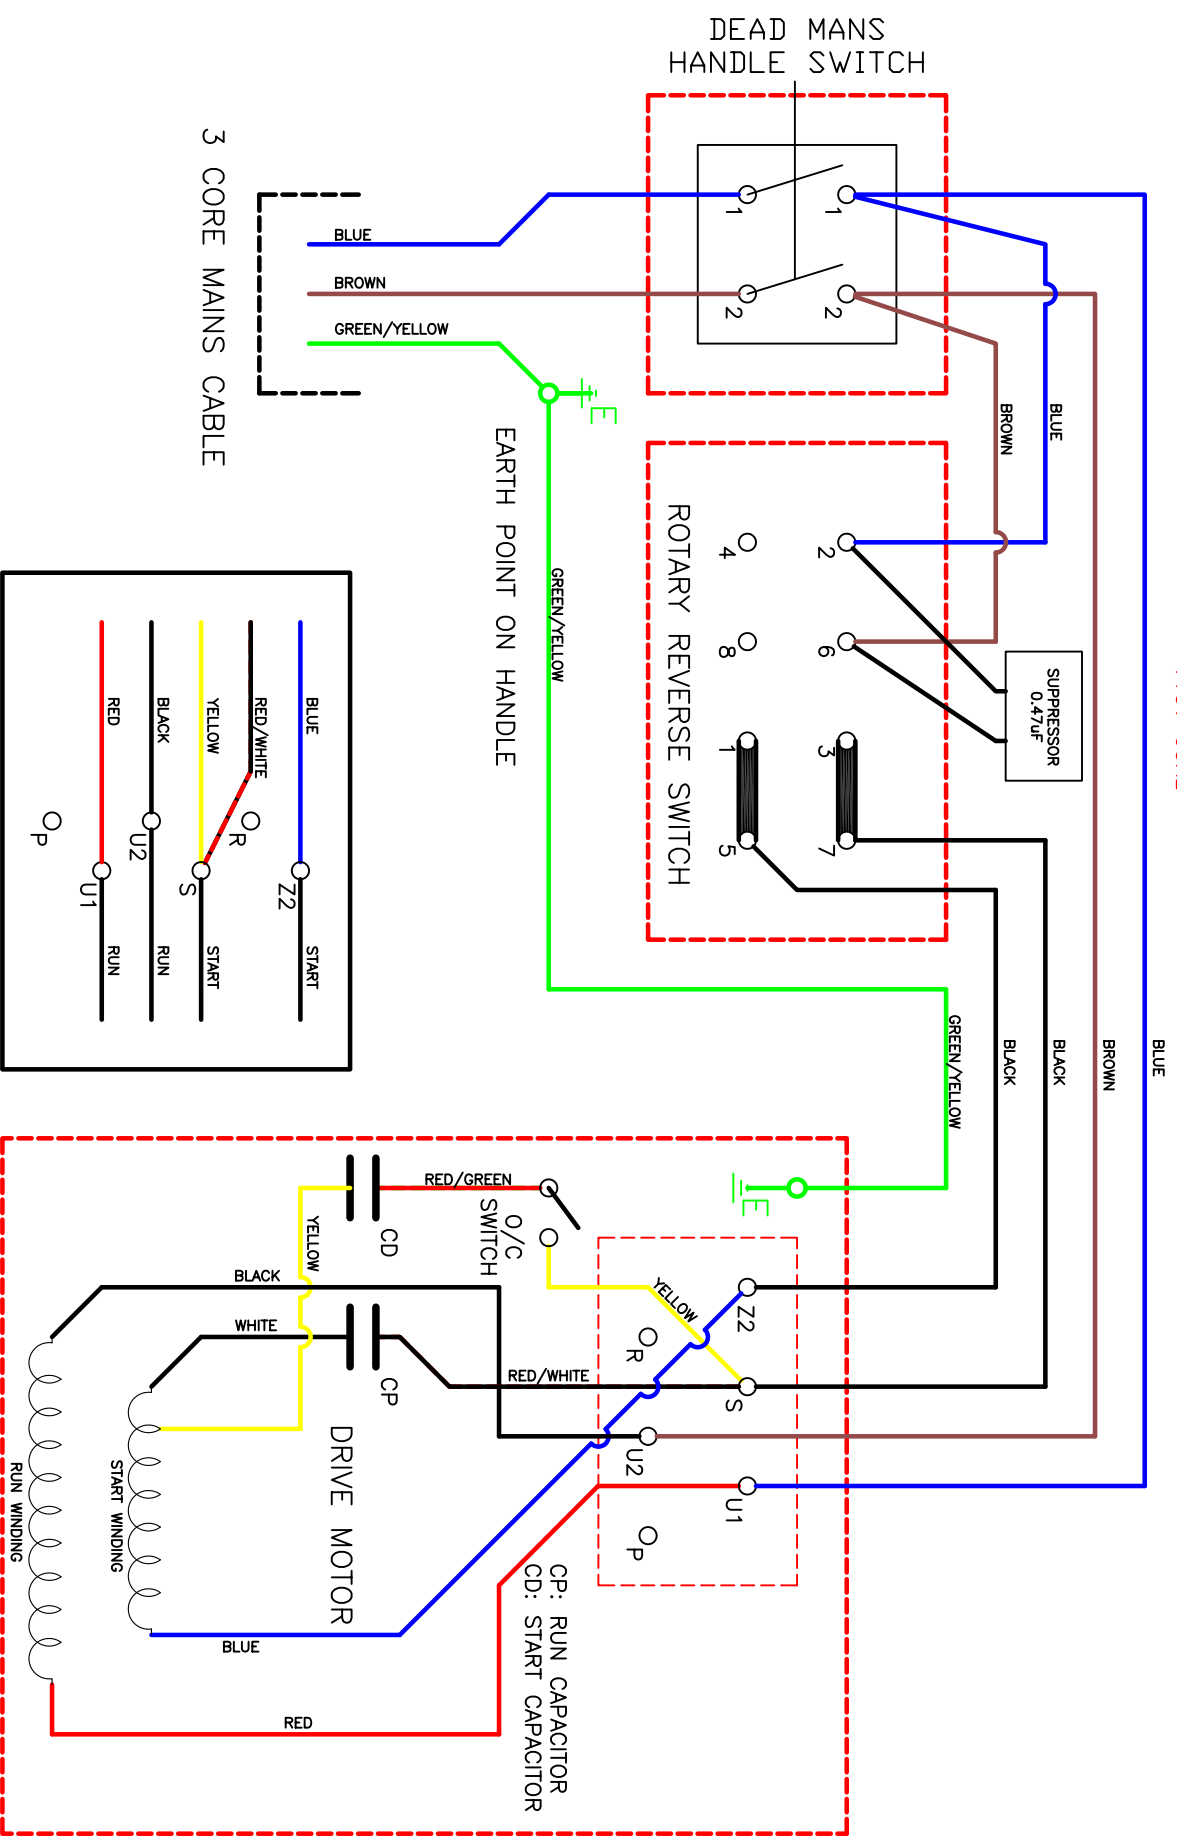 DEAD MANS
HANDLE SWITCH
1
1
2
2
3 CORE MAINS CABLE
BLUE
BROWN
GREEN/YELLOW
E
EARTH POINT ON HANDLE
GREEN/YELLOW
BROWN
BLUE
ROTARY REVERSE SWITCH
4
2
8
6
1
3
5
7
SUPPRESSOR
0.47uF
BLUE
BROWN
BLACK
BLACK
GREEN/YELLOW
BLUE
RED/WHITE
YELLOW
BLACK
RED
Z2
R
S
U2
U1
P
START
START
RUN
RUN
E
RED/GREEN
O/C
SWITCH
CD
YELLOW
BLACK
WHITE
CP
RED/WHITE
YELLOW
Z2
R
S
U2
U1
P
DRIVE MOTOR
START WINDING
RUN WINDING
BLUE
RED
CP: RUN CAPACITOR
CD: START CAPACITOR